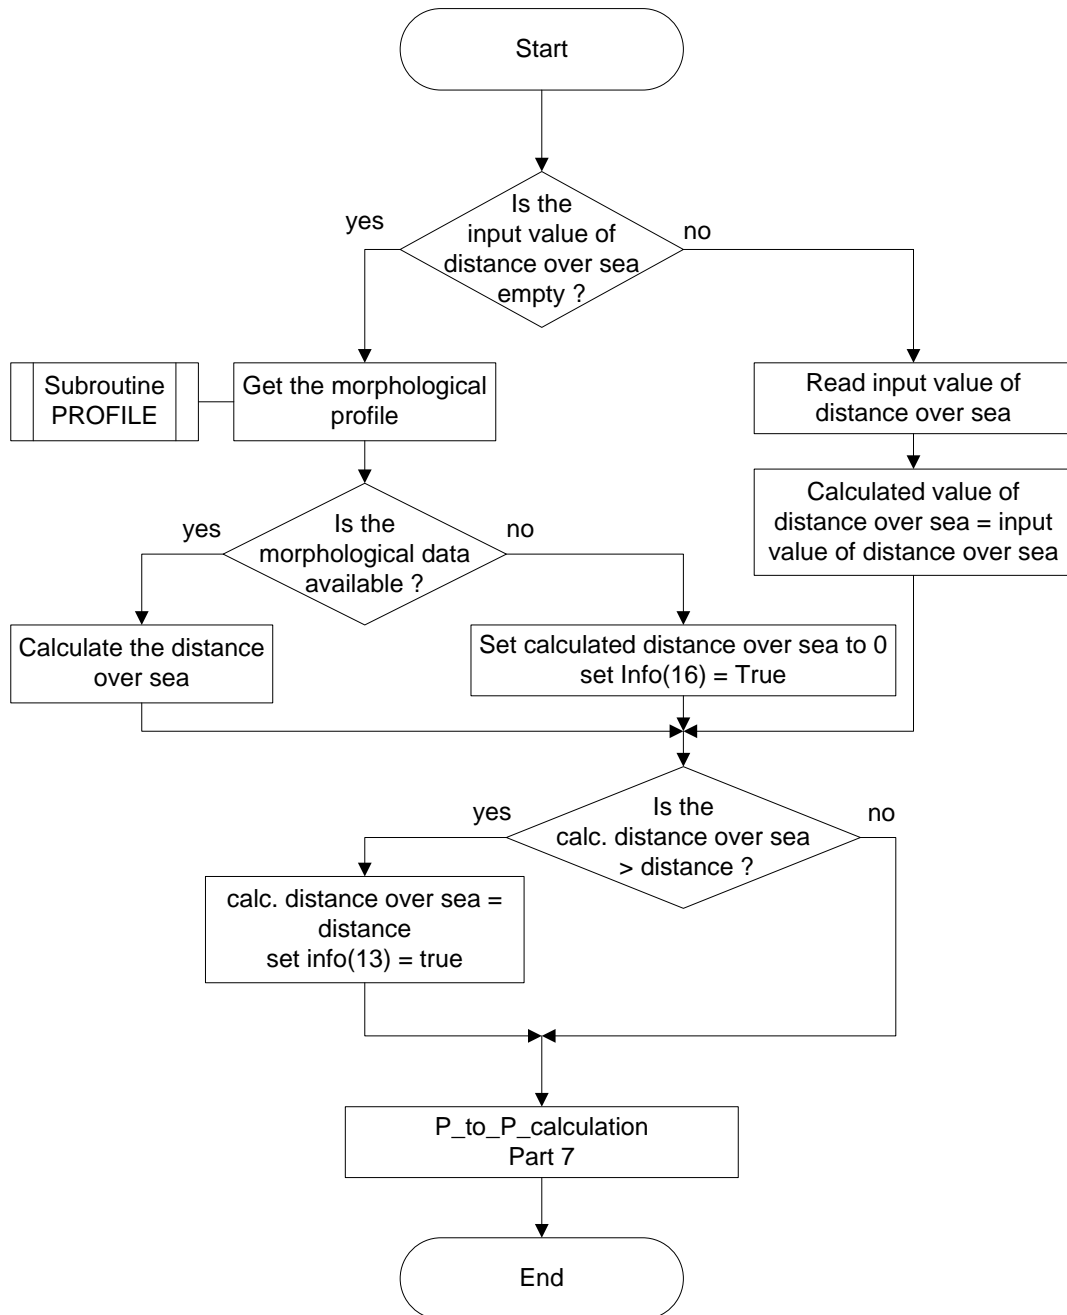 Start
Is the
input value of
distance over sea
empty ?
yes
no
Subroutine
PROFILE
Get the morphological
profile
Read input value of
distance over sea
Calculated value of
distance over sea = input
value of distance over sea
Is the
morphological data
available ?
yes
no
Calculate the distance
over sea
Set calculated distance over sea to 0
set Info(16) = True
Is the
calc. distance over sea
> distance ?
yes
no
calc. distance over sea =
distance
set info(13) = true
P_to_P_calculation
Part 7
End